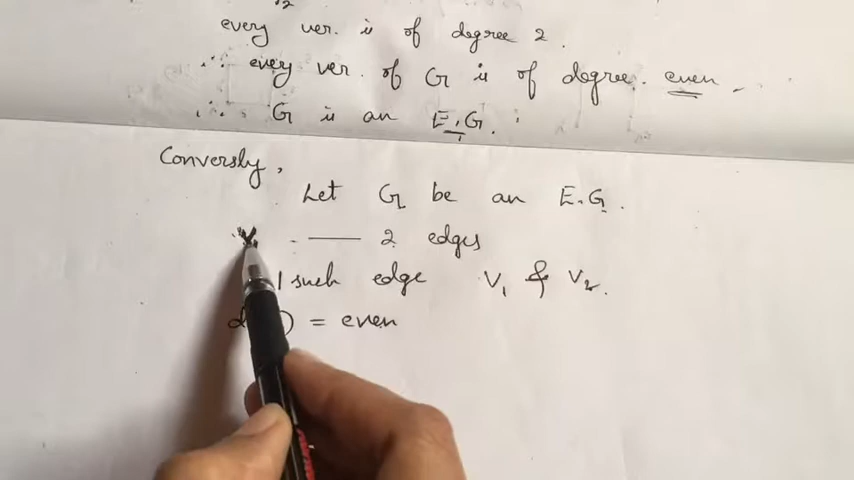 every ver. is of degree 2.
∴ every ver. of G is of degree even.
∴ G is an E.G.
Conversly,
Let G be an E.G.
2 edges
1 such edge V₁ & V₂.
= even